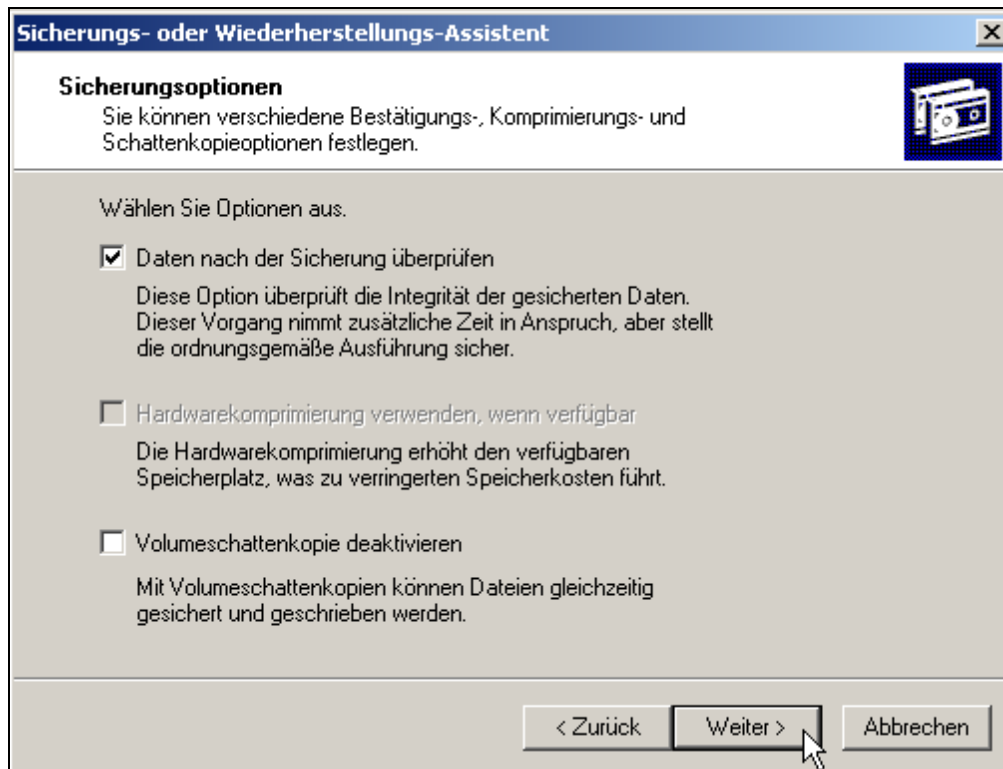 Sicherungs- oder Wiederherstellungs-Assistent
Sicherungsoptionen
Sie können verschiedene Bestätigungs-, Komprimierungs- und
Schattenkopieoptionen festlegen.
Wählen Sie Optionen aus.
Daten nach der Sicherung überprüfen
Diese Option überprüft die Integrität der gesicherten Daten.
Dieser Vorgang nimmt zusätzliche Zeit in Anspruch, aber stellt
die ordnungsgemäße Ausführung sicher.
Hardwarekomprimierung verwenden, wenn verfügbar
Die Hardwarekomprimierung erhöht den verfügbaren
Speicherplatz, was zu verringerten Speicherkosten führt.
Volumeschattenkopie deaktivieren
Mit Volumeschattenkopien können Dateien gleichzeitig
gesichert und geschrieben werden.
< Zurück Weiter > Abbrechen